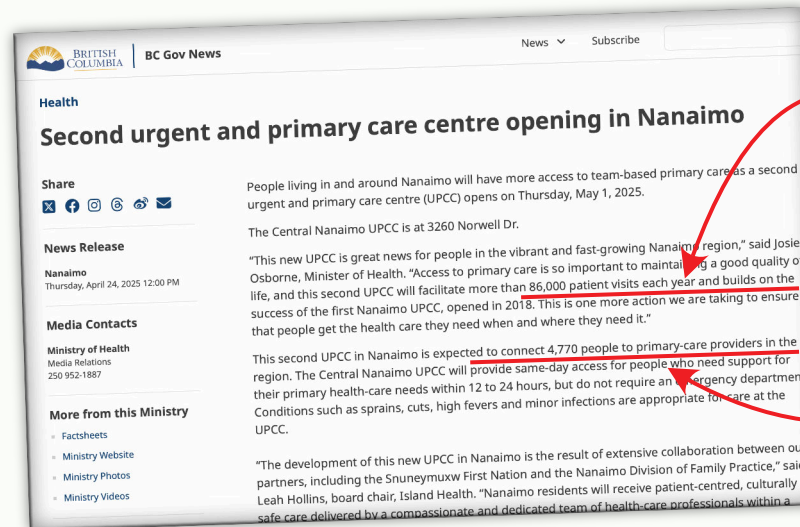 BRITISH
COLUMBIA
BC Gov News
News
Subscribe
Health
Second urgent and primary care centre opening in Nanaimo
Share
News Release
Nanaimo
Thursday, April 24, 2025 12:00 PM
Media Contacts
Ministry of Health
Media Relations
250 952-1887
More from this Ministry
Factsheets
Ministry Website
Ministry Photos
Ministry Videos
People living in and around Nanaimo will have more access to team-based primary care as a second
urgent and primary care centre (UPCC) opens on Thursday, May 1, 2025.
The Central Nanaimo UPCC is at 3260 Norwell Dr.
“This new UPCC is great news for people in the vibrant and fast-growing Nanaimo region,” said Josie
Osborne, Minister of Health. “Access to primary care is so important to maintaining a good quality of
life, and this second UPCC will facilitate more than 86,000 patient visits each year and builds on the
success of the first Nanaimo UPCC, opened in 2018. This is one more action we are taking to ensure
that people get the health care they need when and where they need it.”
This second UPCC in Nanaimo is expected to connect 4,770 people to primary-care providers in the
region. The Central Nanaimo UPCC will provide same-day access for people who need support for
their primary health-care needs within 12 to 24 hours, but do not require an emergency departmen
Conditions such as sprains, cuts, high fevers and minor infections are appropriate for care at the
UPCC.
“The development of this new UPCC in Nanaimo is the result of extensive collaboration between ou
partners, including the Snuneymuxw First Nation and the Nanaimo Division of Family Practice,” said
Leah Hollins, board chair, Island Health. “Nanaimo residents will receive patient-centred, culturally
safe care delivered by a compassionate and dedicated team of health-care professionals within a